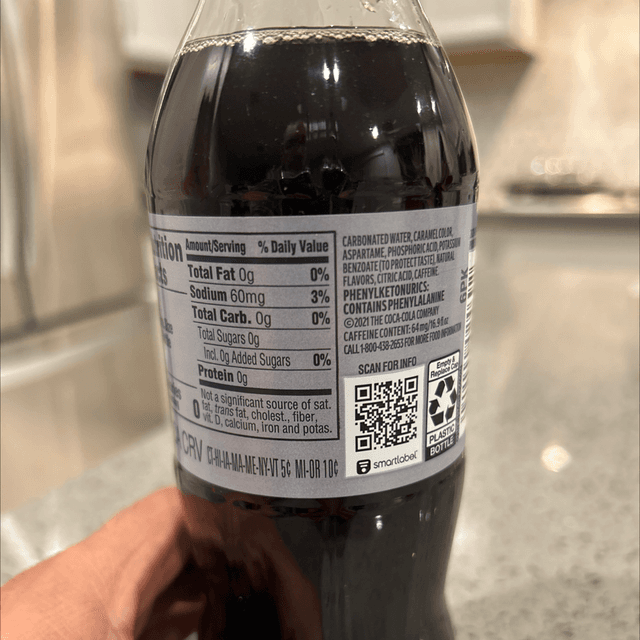 Amount/Serving % Daily Value
Total Fat 0g 0%
Sodium 60mg 3%
Total Carb. 0g 0%
Total Sugars 0g
Incl. 0g Added Sugars 0%
Protein 0g
0
Not a significant source of sat.
fat, trans fat, cholest., fiber,
vit. D, calcium, iron and potas.
CRV CT-HI-IA-MA-ME-NY-VT 5¢ MI-OR 10¢
CARBONATED WATER, CARAMEL COLOR,
ASPARTAME, PHOSPHORIC ACID, POTASSIUM
BENZOATE (TO PROTECT TASTE), NATURAL
FLAVORS, CITRIC ACID, CAFFEINE.
PHENYLKETONURICS:
CONTAINS PHENYLALANINE
©2021 THE COCA-COLA COMPANY
CAFFEINE CONTENT: 64 mg/16.9 fl oz
CALL 1-800-438-2653 FOR MORE FOOD INFORMATION
SCAN FOR INFO
smartlabel
Empty &
Replace Cap
PLASTIC
BOTTLE